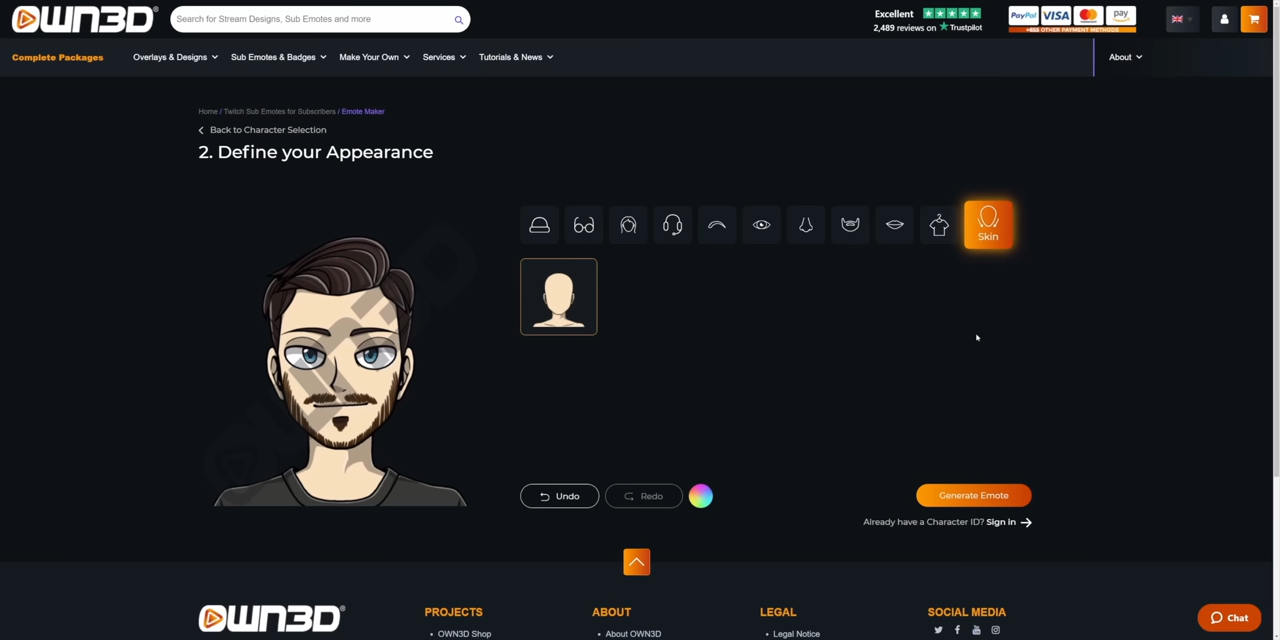 OWN3D®
Search for Stream Designs, Sub Emotes and more
Excellent
2,489 reviews on Trustpilot
PayPal VISA mastercard pay
+655 OTHER PAYMENT METHODS
Complete Packages Overlays & Designs Sub Emotes & Badges Make Your Own Services Tutorials & News About
Home / Twitch Sub Emotes for Subscribers / Emote Maker
Back to Character Selection
2. Define your Appearance
Skin
OWN3D
Undo Redo Generate Emote
Already have a Character ID? Sign in
OWN3D® PROJECTS ABOUT LEGAL SOCIAL MEDIA
• OWN3D Shop • About OWN3D • Legal Notice
Chat